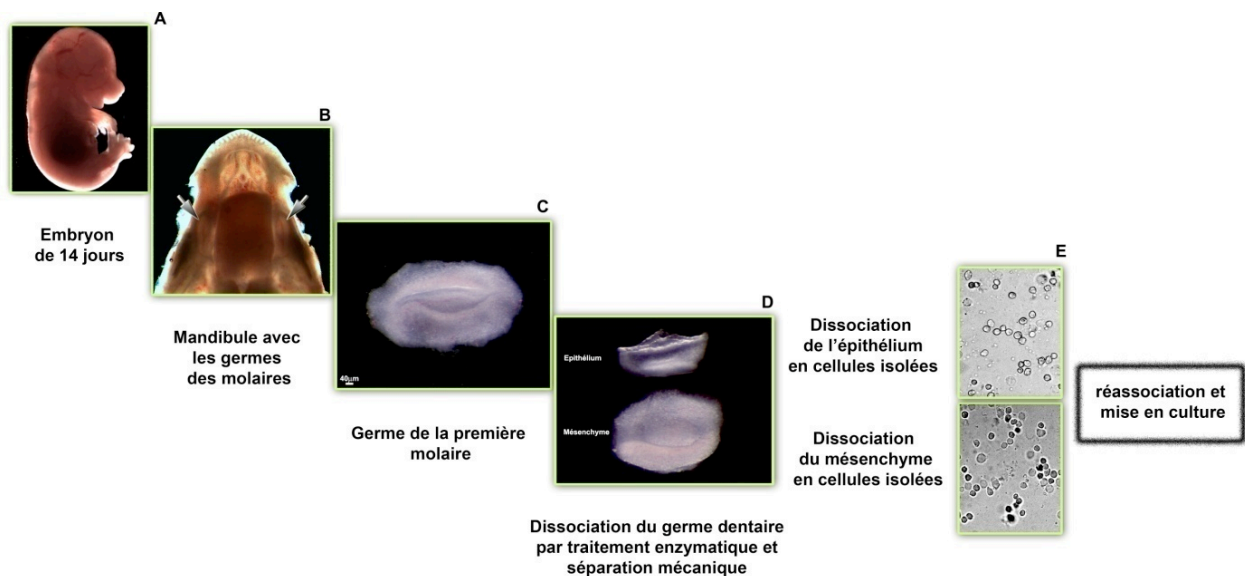 A
Embryon
de 14 jours
B
Mandibule avec
les germes
des molaires
C
40µm
Germe de la première
molaire
D
Epithélium
Mésenchyme
Dissociation du germe dentaire
par traitement enzymatique et
séparation mécanique
E
Dissociation
de l'épithélium
en cellules isolées
Dissociation
du mésenchyme
en cellules isolées
réassociation et
mise en culture